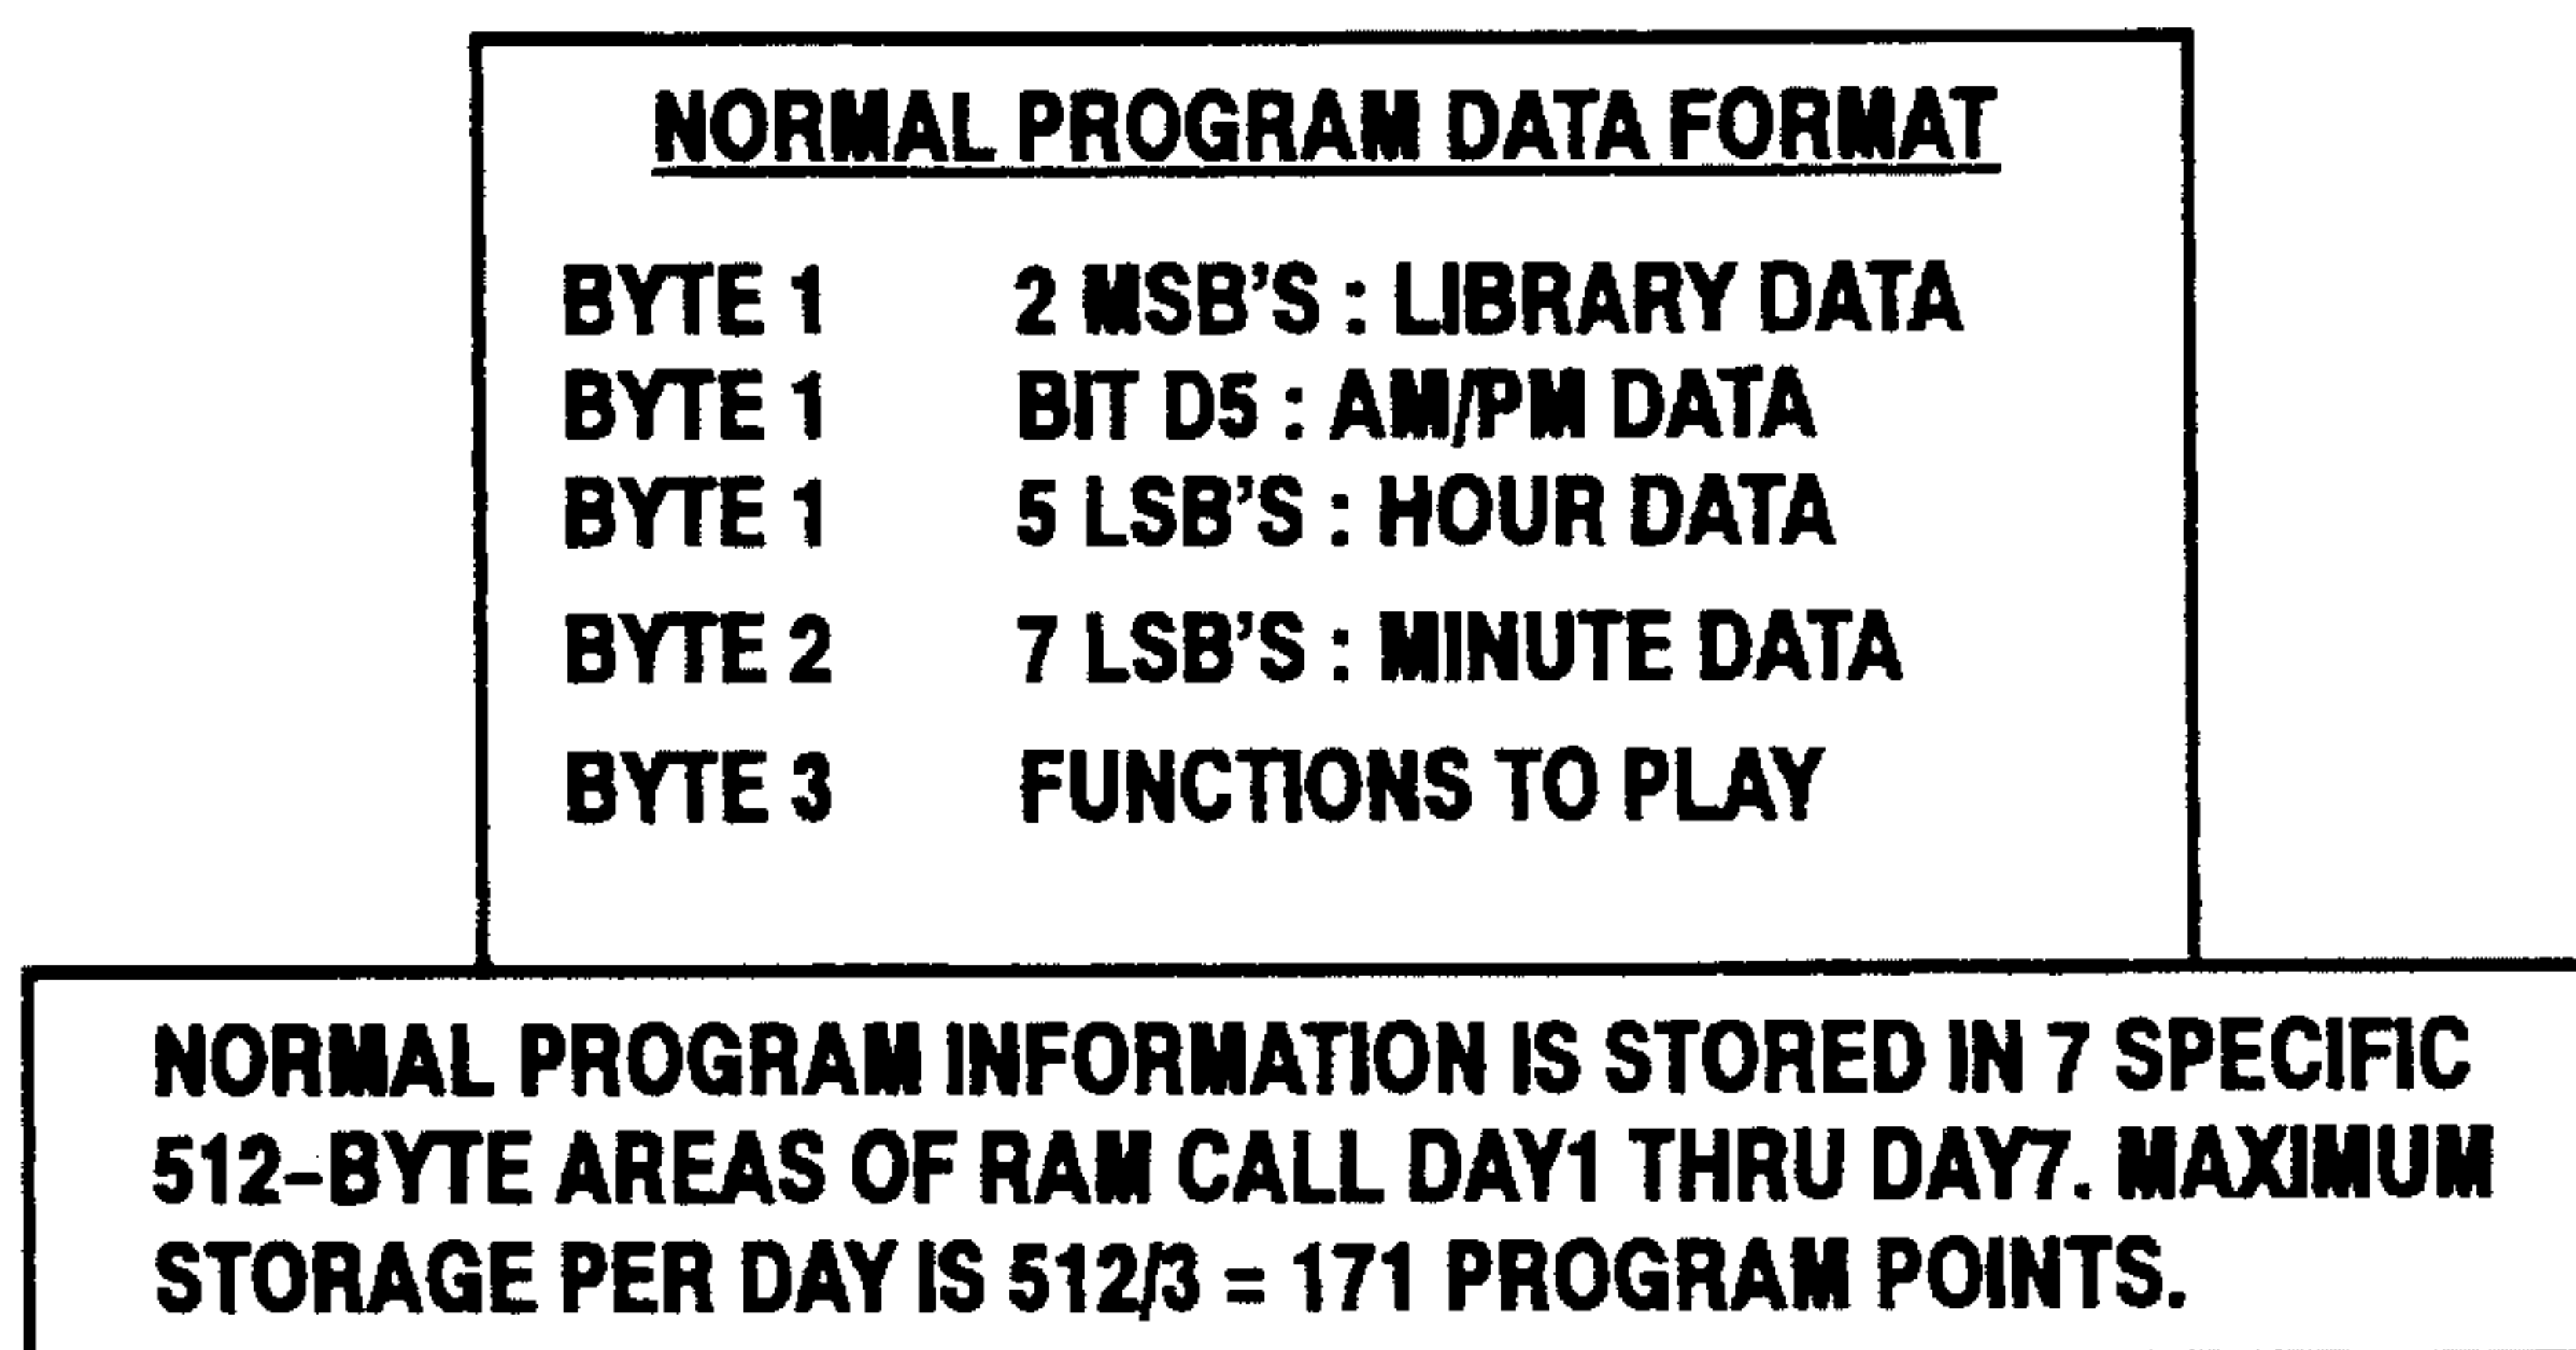 NORMAL PROGRAM DATA FORMAT
BYTE 1 2 MSB'S : LIBRARY DATA
BYTE 1 BIT D5 : AM/PM DATA
BYTE 1 5 LSB'S : HOUR DATA
BYTE 2 7 LSB'S : MINUTE DATA
BYTE 3 FUNCTIONS TO PLAY
NORMAL PROGRAM INFORMATION IS STORED IN 7 SPECIFIC
512-BYTE AREAS OF RAM CALL DAY1 THRU DAY7. MAXIMUM
STORAGE PER DAY IS 512/3 = 171 PROGRAM POINTS.